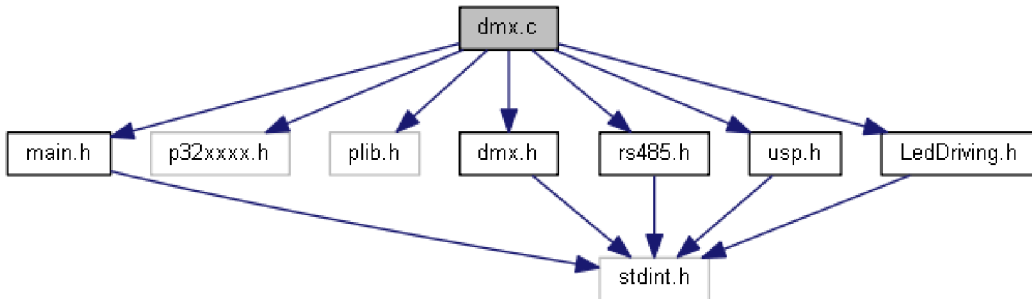 dmx.c
main.h
p32xxxx.h
plib.h
dmx.h
rs485.h
usp.h
LedDriving.h
stdint.h